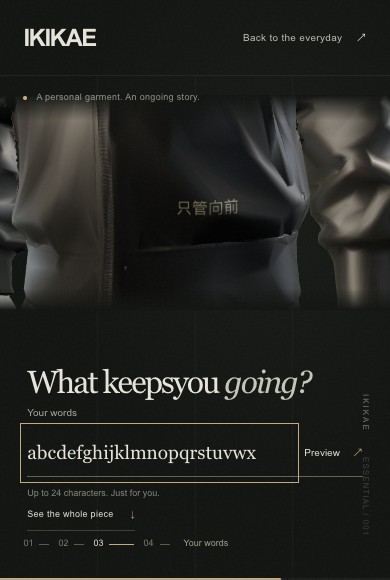 IKIKAE
Back to the everyday ↗
A personal garment. An ongoing story.
只管向前
What keepsyou going?
Your words
abcdefghijklmnopqrstuvwx
Preview ↗
Up to 24 characters. Just for you.
See the whole piece ↓
01 — 02 — 03 — 04 — Your words
IKIKAE ESSENTIAL / 001